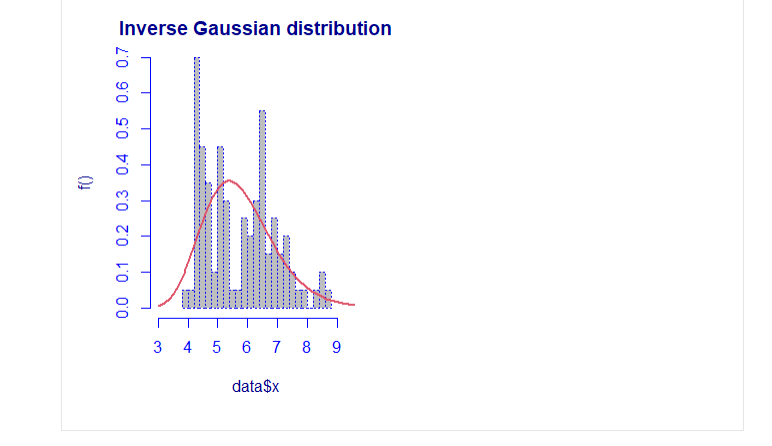 Inverse Gaussian distribution
f()
0.0 0.1 0.2 0.3 0.4 0.5 0.6 0.7
3 4 5 6 7 8 9
data$x